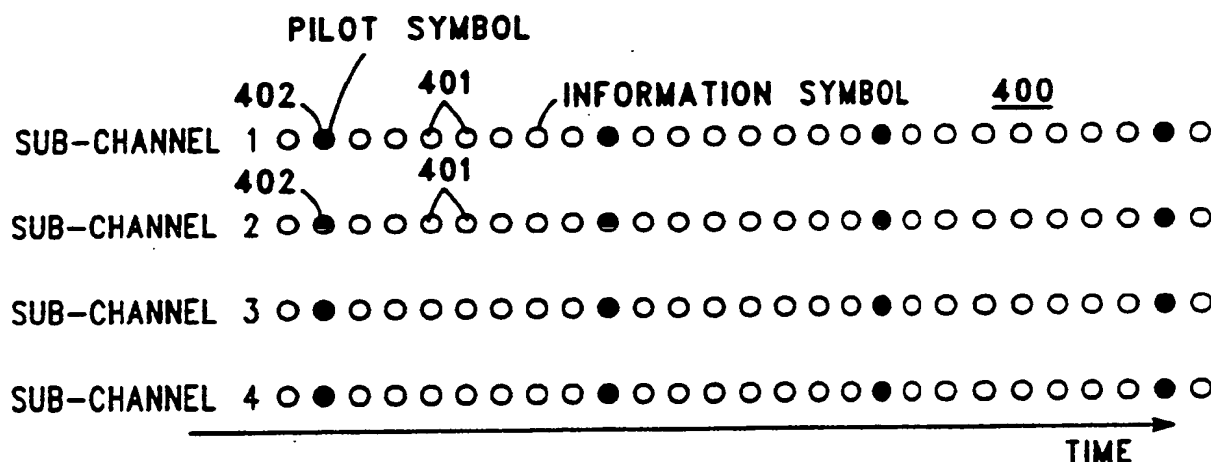 PILOT SYMBOL
402 401 INFORMATION SYMBOL 400
SUB-CHANNEL 1
402 401
SUB-CHANNEL 2
SUB-CHANNEL 3
SUB-CHANNEL 4
TIME